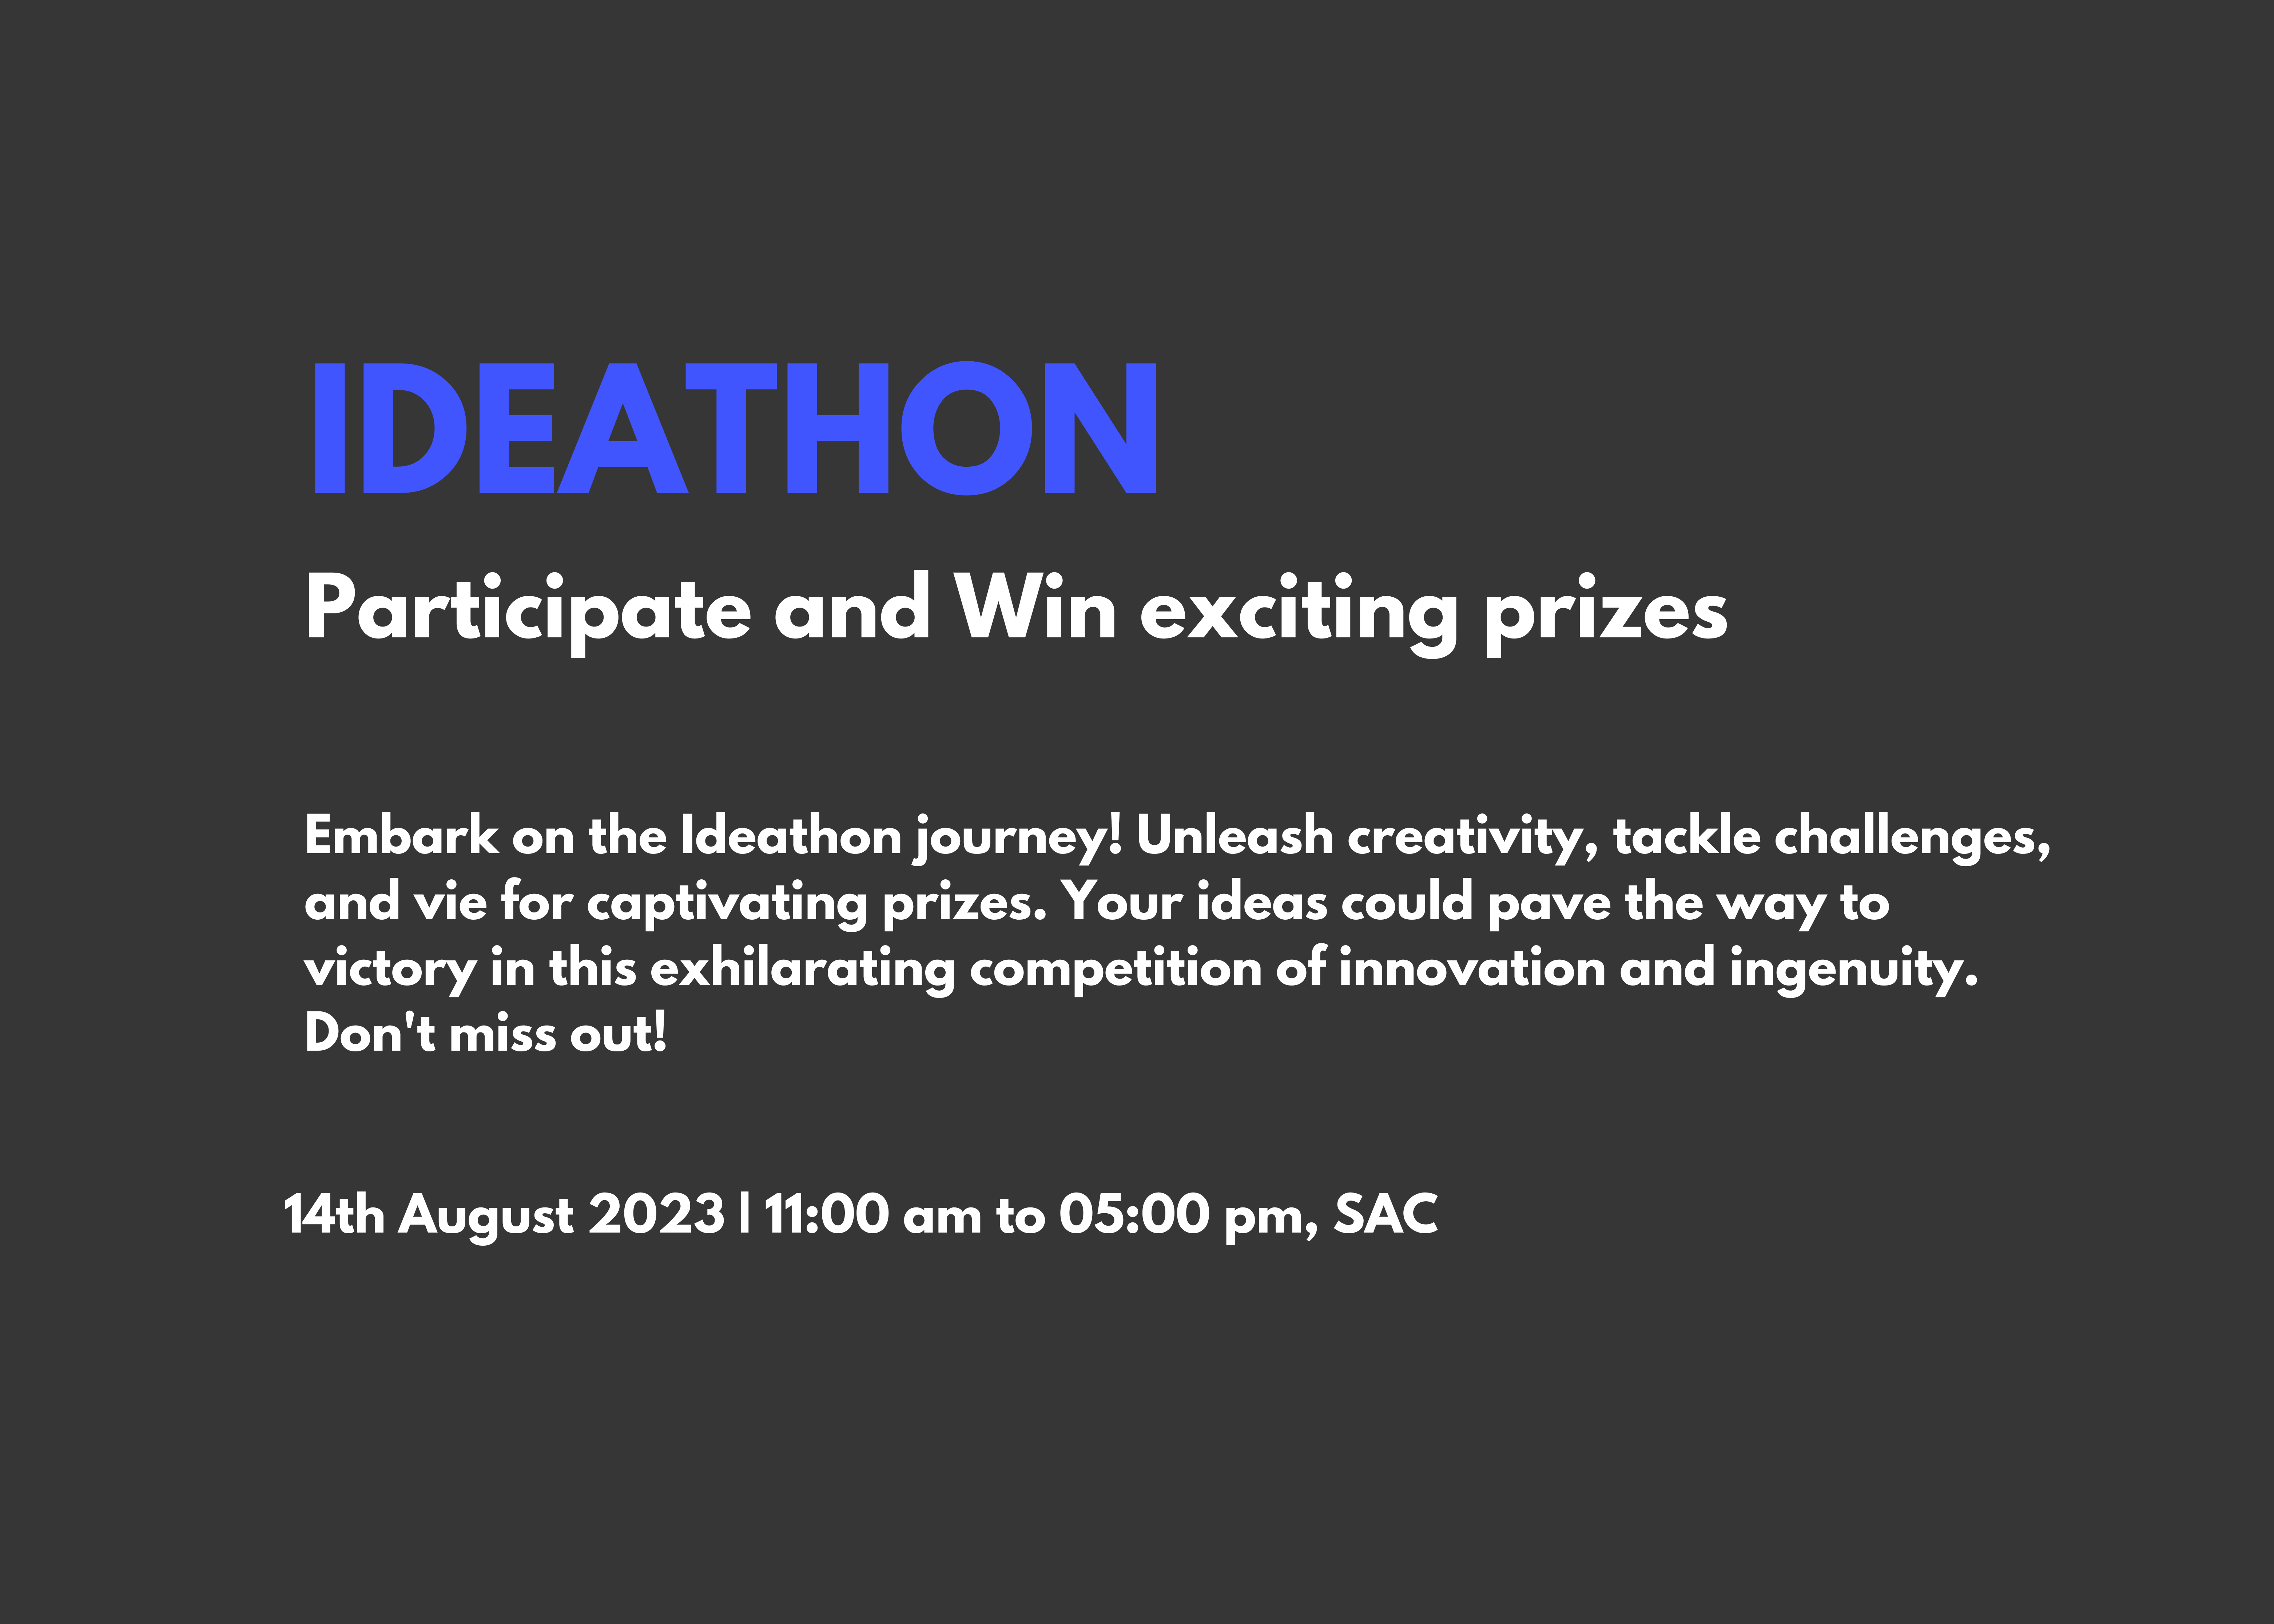 IDEATHON
Participate and Win exciting prizes
Embark on the Ideathon journey! Unleash creativity, tackle challenges,
and vie for captivating prizes. Your ideas could pave the way to
victory in this exhilarating competition of innovation and ingenuity.
Don't miss out!
14th August 2023 | 11:00 am to 05:00 pm, SAC